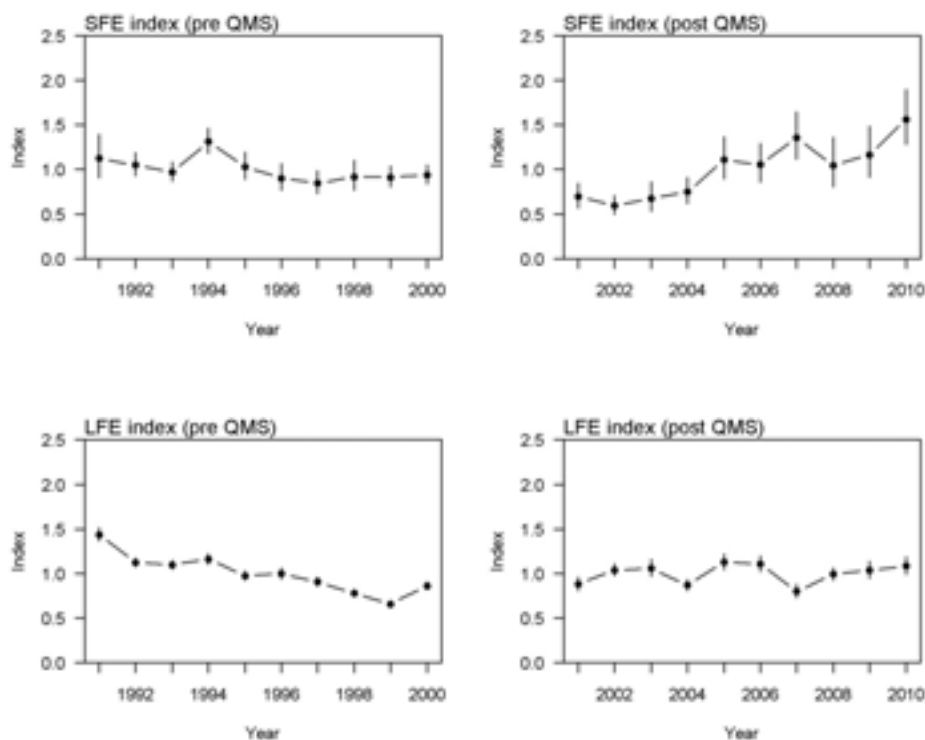 SFE index (pre QMS)
2.5
2.0
1.5
1.0
0.5
0.0
Index
1992 1994 1996 1998 2000
Year
SFE index (post QMS)
2.5
2.0
1.5
1.0
0.5
0.0
Index
2002 2004 2006 2008 2010
Year
LFE index (pre QMS)
2.5
2.0
1.5
1.0
0.5
0.0
Index
1992 1994 1996 1998 2000
Year
LFE index (post QMS)
2.5
2.0
1.5
1.0
0.5
0.0
Index
2002 2004 2006 2008 2010
Year